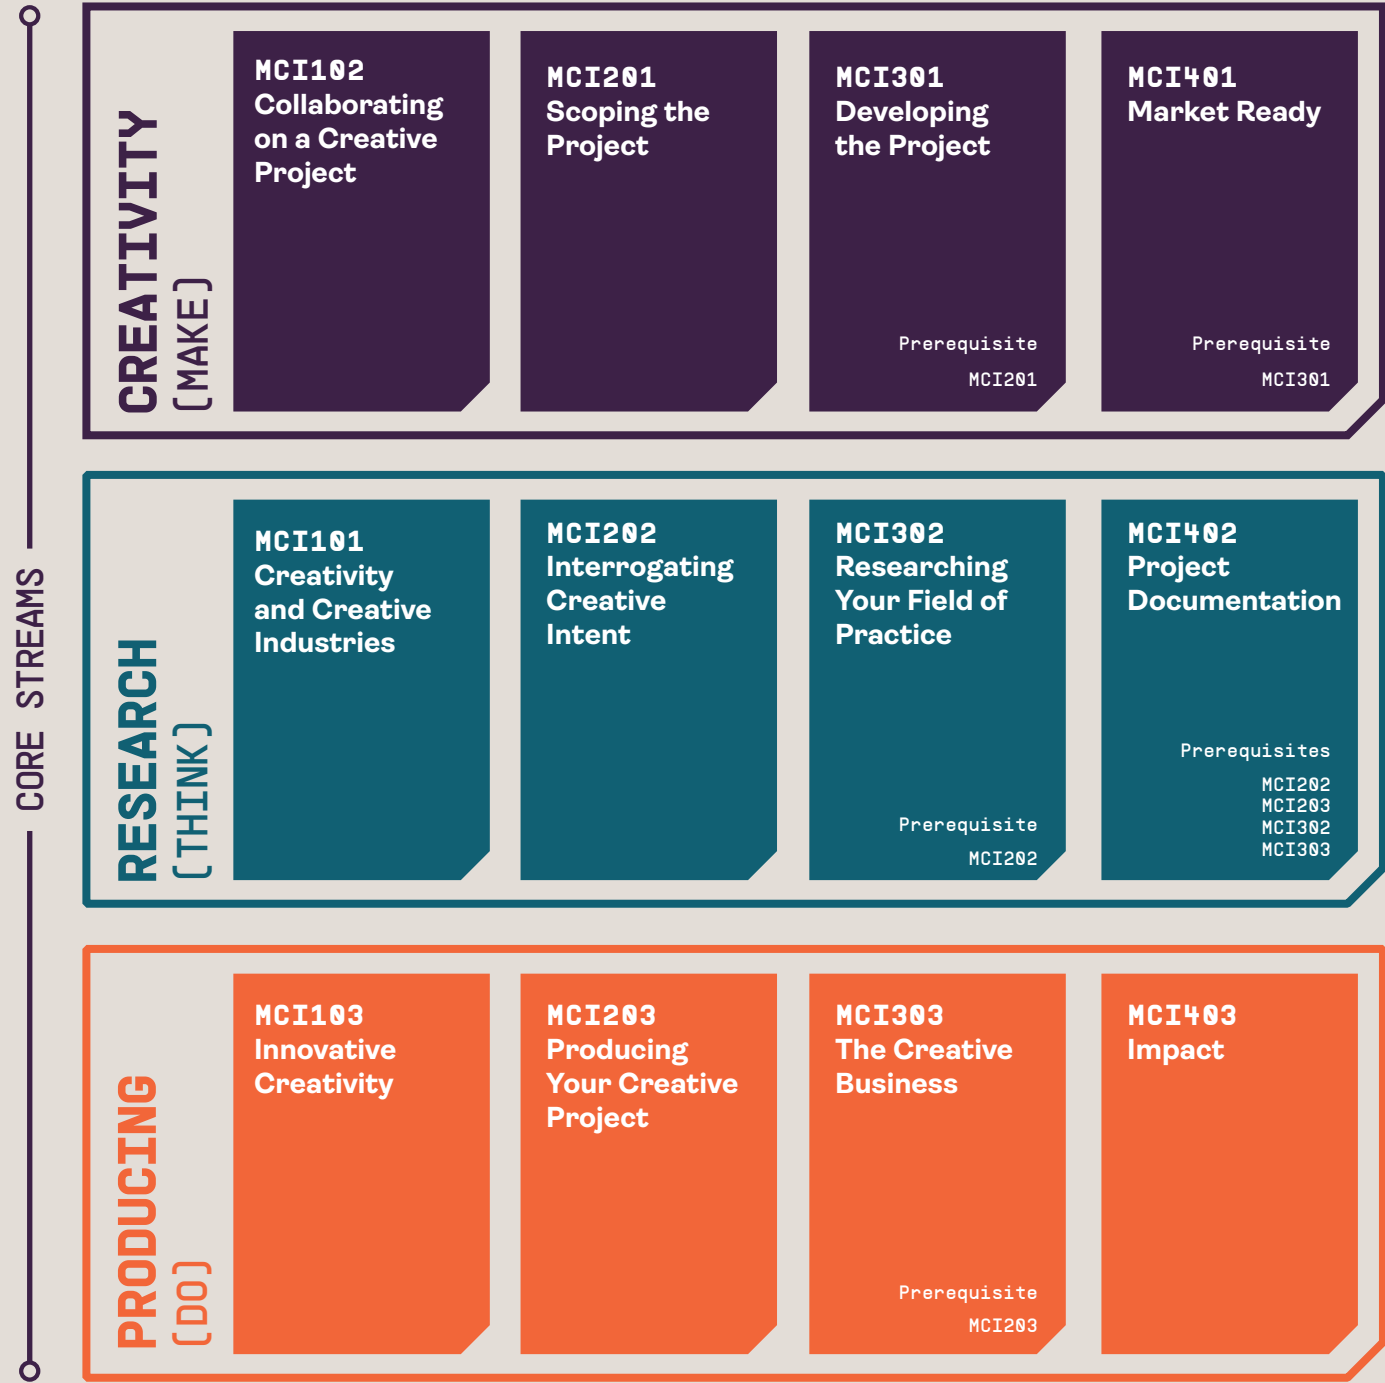 CORE STREAMS
CREATIVITY
(MAKE)
MCI102
Collaborating
on a Creative
Project
MCI201
Scoping the
Project
MCI301
Developing
the Project
Prerequisite
MCI201
MCI401
Market Ready
Prerequisite
MCI301
RESEARCH
(THINK)
MCI101
Creativity
and Creative
Industries
MCI202
Interrogating
Creative
Intent
MCI302
Researching
Your Field of
Practice
Prerequisite
MCI202
MCI402
Project
Documentation
Prerequisites
MCI202
MCI203
MCI302
MCI303
PRODUCING
(DO)
MCI103
Innovative
Creativity
MCI203
Producing
Your Creative
Project
MCI303
The Creative
Business
Prerequisite
MCI203
MCI403
Impact